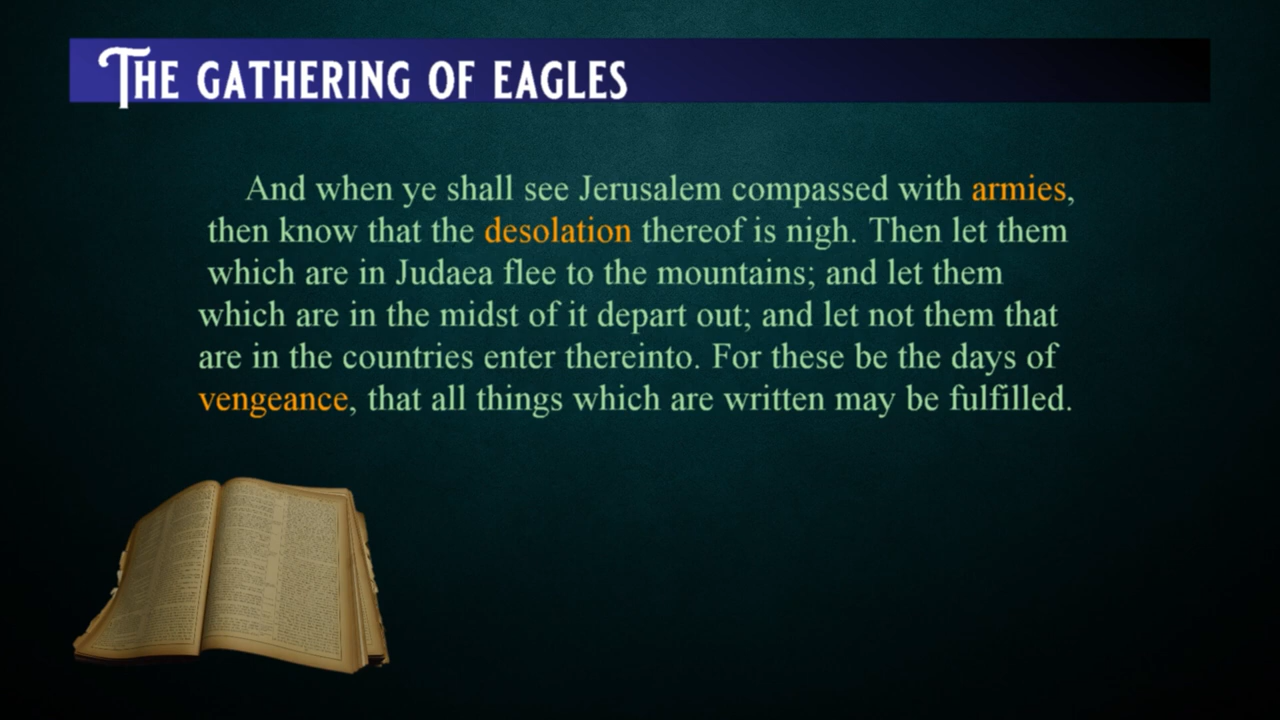 The gathering of eagles
And when ye shall see Jerusalem compassed with armies,
then know that the desolation thereof is nigh. Then let them
which are in Judaea flee to the mountains; and let them
which are in the midst of it depart out; and let not them that
are in the countries enter thereinto. For these be the days of
vengeance, that all things which are written may be fulfilled.